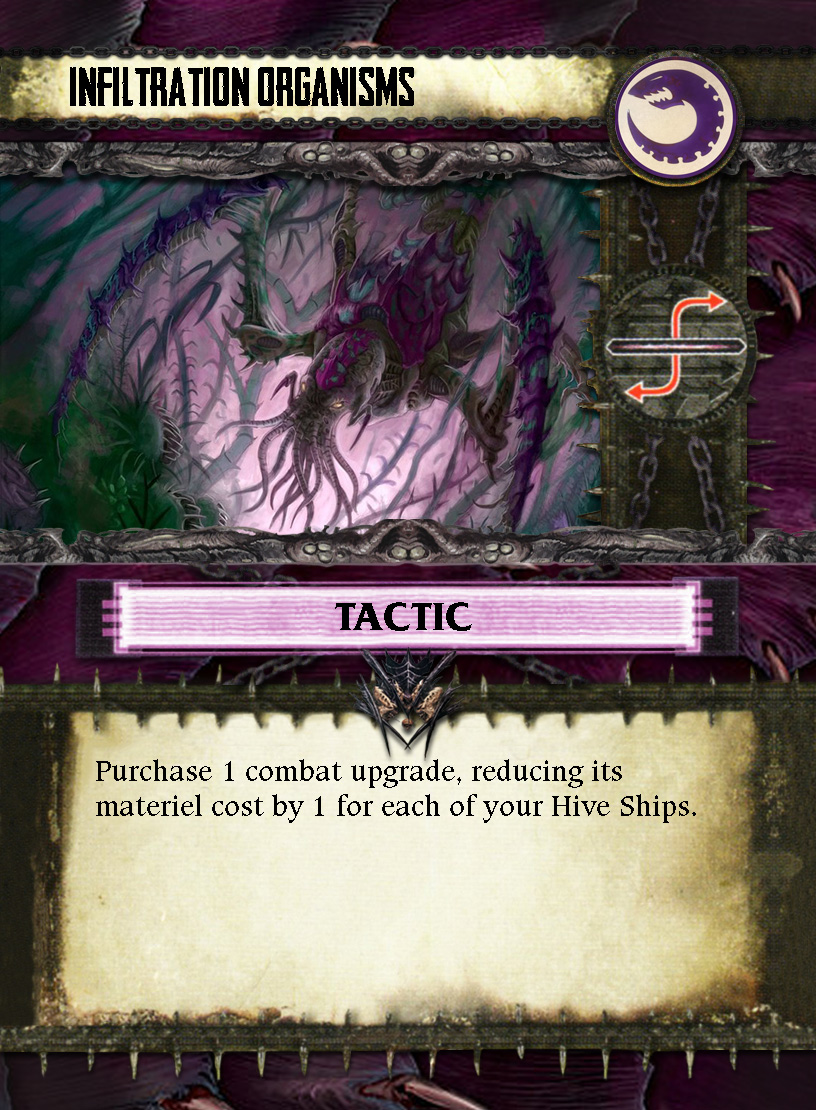 INFILTRATION ORGANISMS
TACTIC
Purchase 1 combat upgrade, reducing its
materiel cost by 1 for each of your Hive Ships.